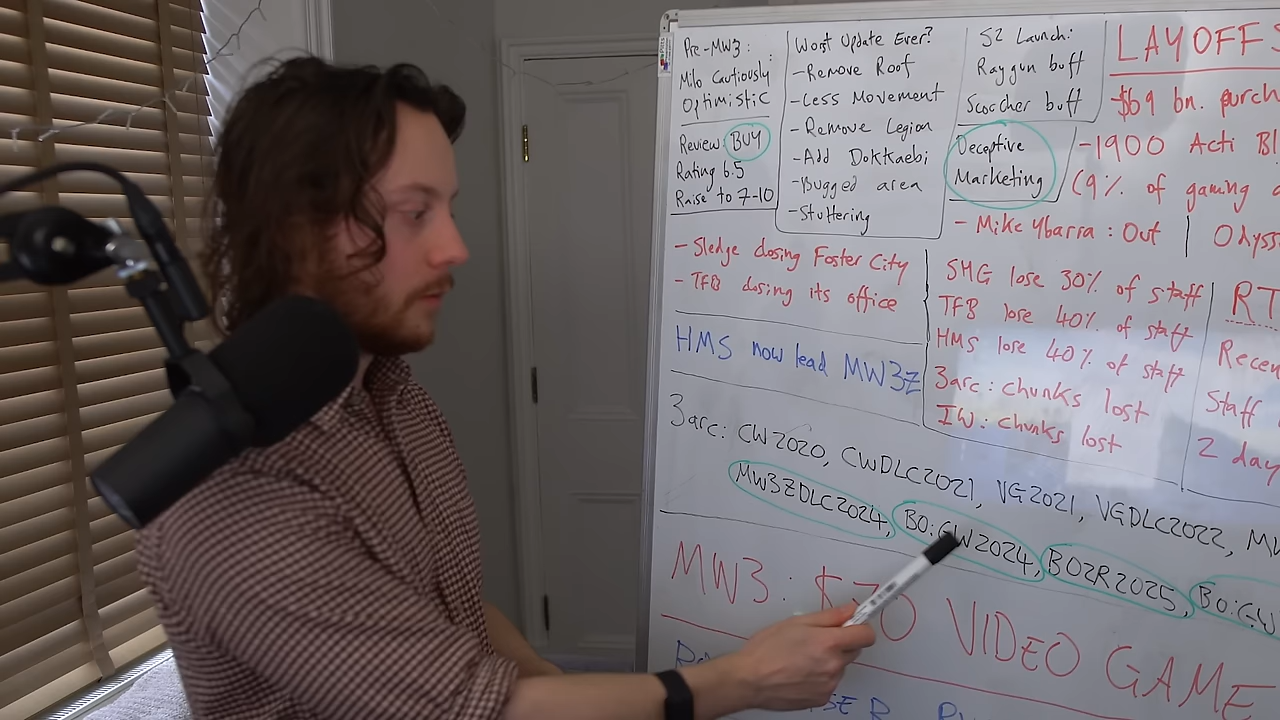 Pre-MW3:
Milo Cautiously
Optimistic
Review: BUY
Rating 6.5
Raise to 7-10
Worst Update Ever?
-Remove Roof
-Less Movement
-Remove Legion
-Add Dokkaebi
-Bugged area
-Stuttering
S2 Launch:
Raygun buff
Scorcher buff
Deceptive
Marketing
LAYOFFS
-$69 bn. purch
-1900 Acti Bl
(9% of gaming
- Mike Ybarra: Out
Odyss
- Sledge closing Foster City
- TFB closing its office
SHG lose 30% of staff
TFB lose 40% of staff
HMS lose 40% of staff
3arc: chunks lost
IW: chunks lost
RT
Recen
Staff
2 day
HMS now lead MW3Z
3arc: CW2020, CWDLC2021, VG2021, VGDLC2022, MW
MW3ZDLC2024, BO:GW2024, BO2R2025, BO:GW
MW3: $70 VIDEO GAME